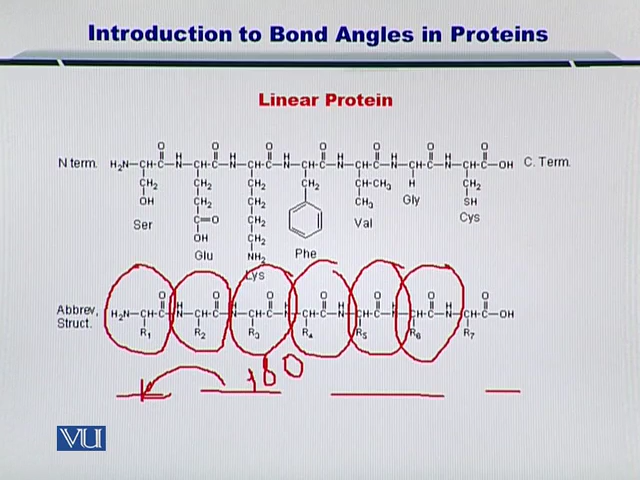 Introduction to Bond Angles in Proteins
Linear Protein
N term. H₂N—CH-C—N—CH-C—N—CH-C—N—CH-C—N—CH-C—N—CH-C—N—CH-C—OH C. Term.
O H O H O H O H O H O H O
CH₂ CH₂ CH₂ CH₂ CH-CH₃ H CH₂
OH CH₂ CH₂ CH₃ SH
Ser C=O CH₂ Val Gly Cys
OH CH₂
Glu NH₂ Phe
Lys
O H O H O H O H O H O H O
Abbrev. Struct. H₂N—CH-C—N—CH-C—N—CH-C—N—CH-C—N—CH-C—N—CH-C—N—CH-C—OH
R₁ R₂ R₃ R₄ R₅ R₆ R₇
180
VU